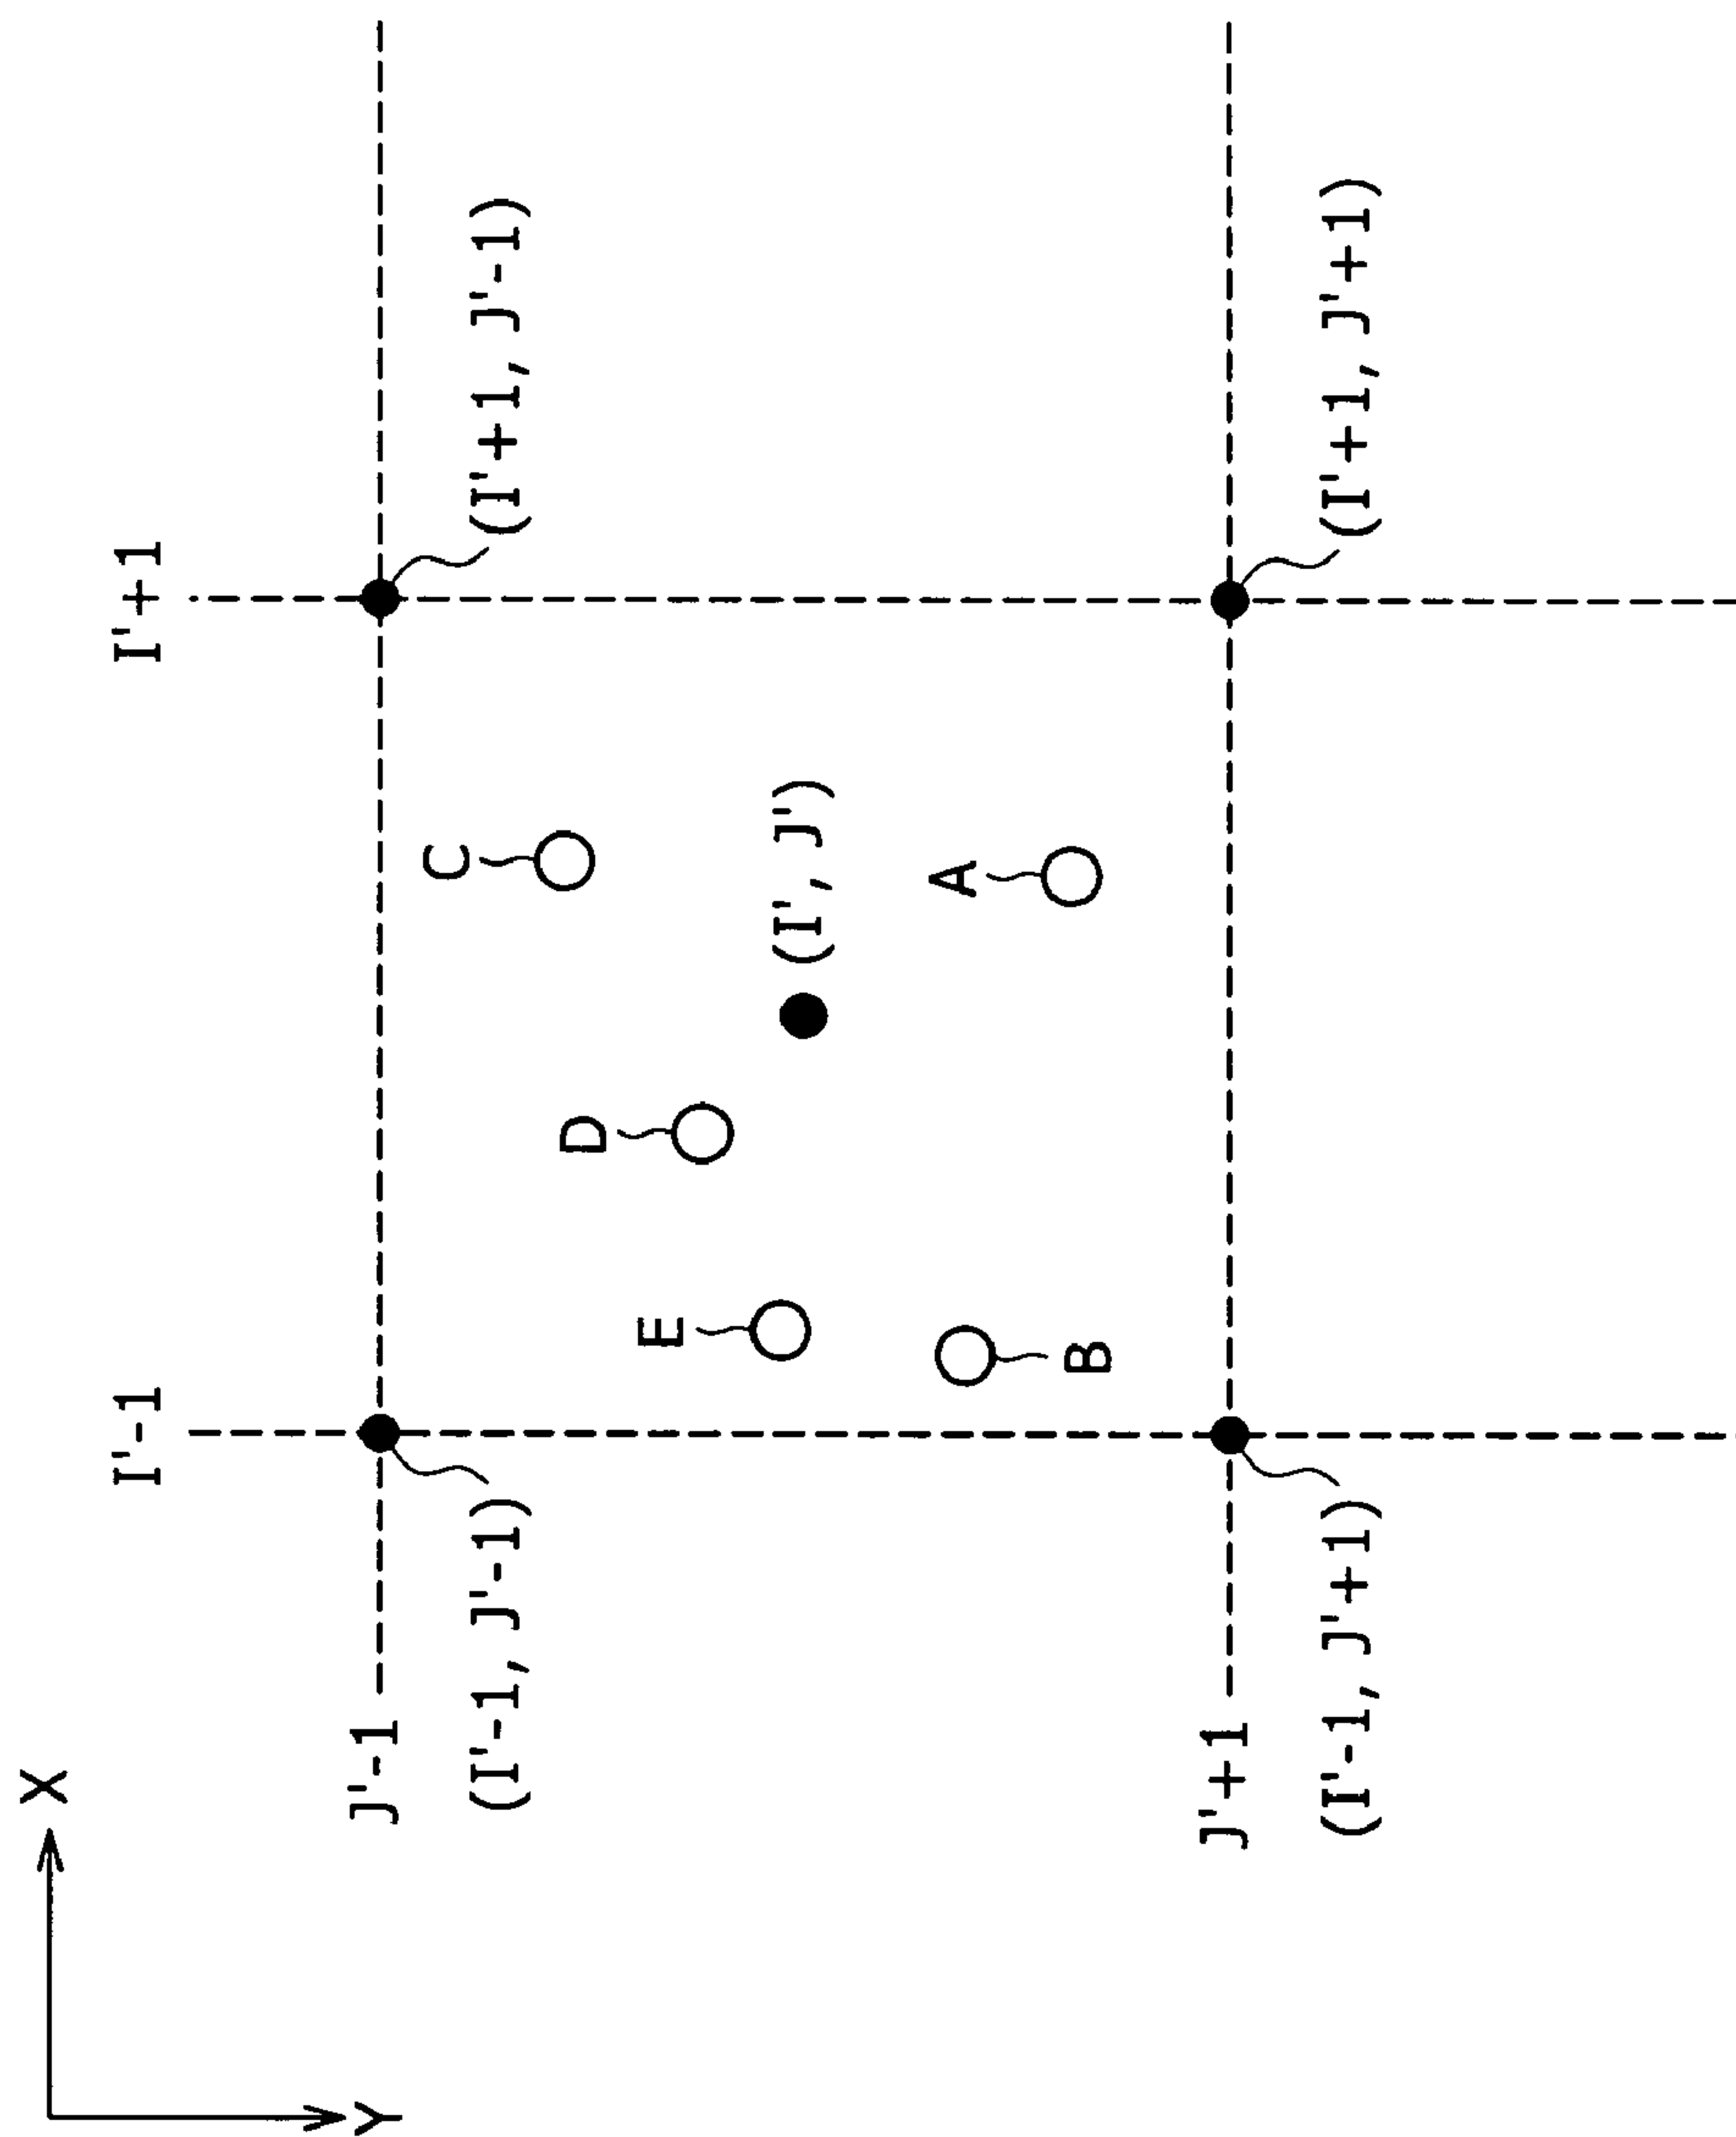 X
Y
I'-1
I'+1
J'-1
(I'-1, J'-1)
(I'+1, J'-1)
C
D
E
(I', J')
A
B
J'+1
(I'-1, J'+1)
(I'+1, J'+1)